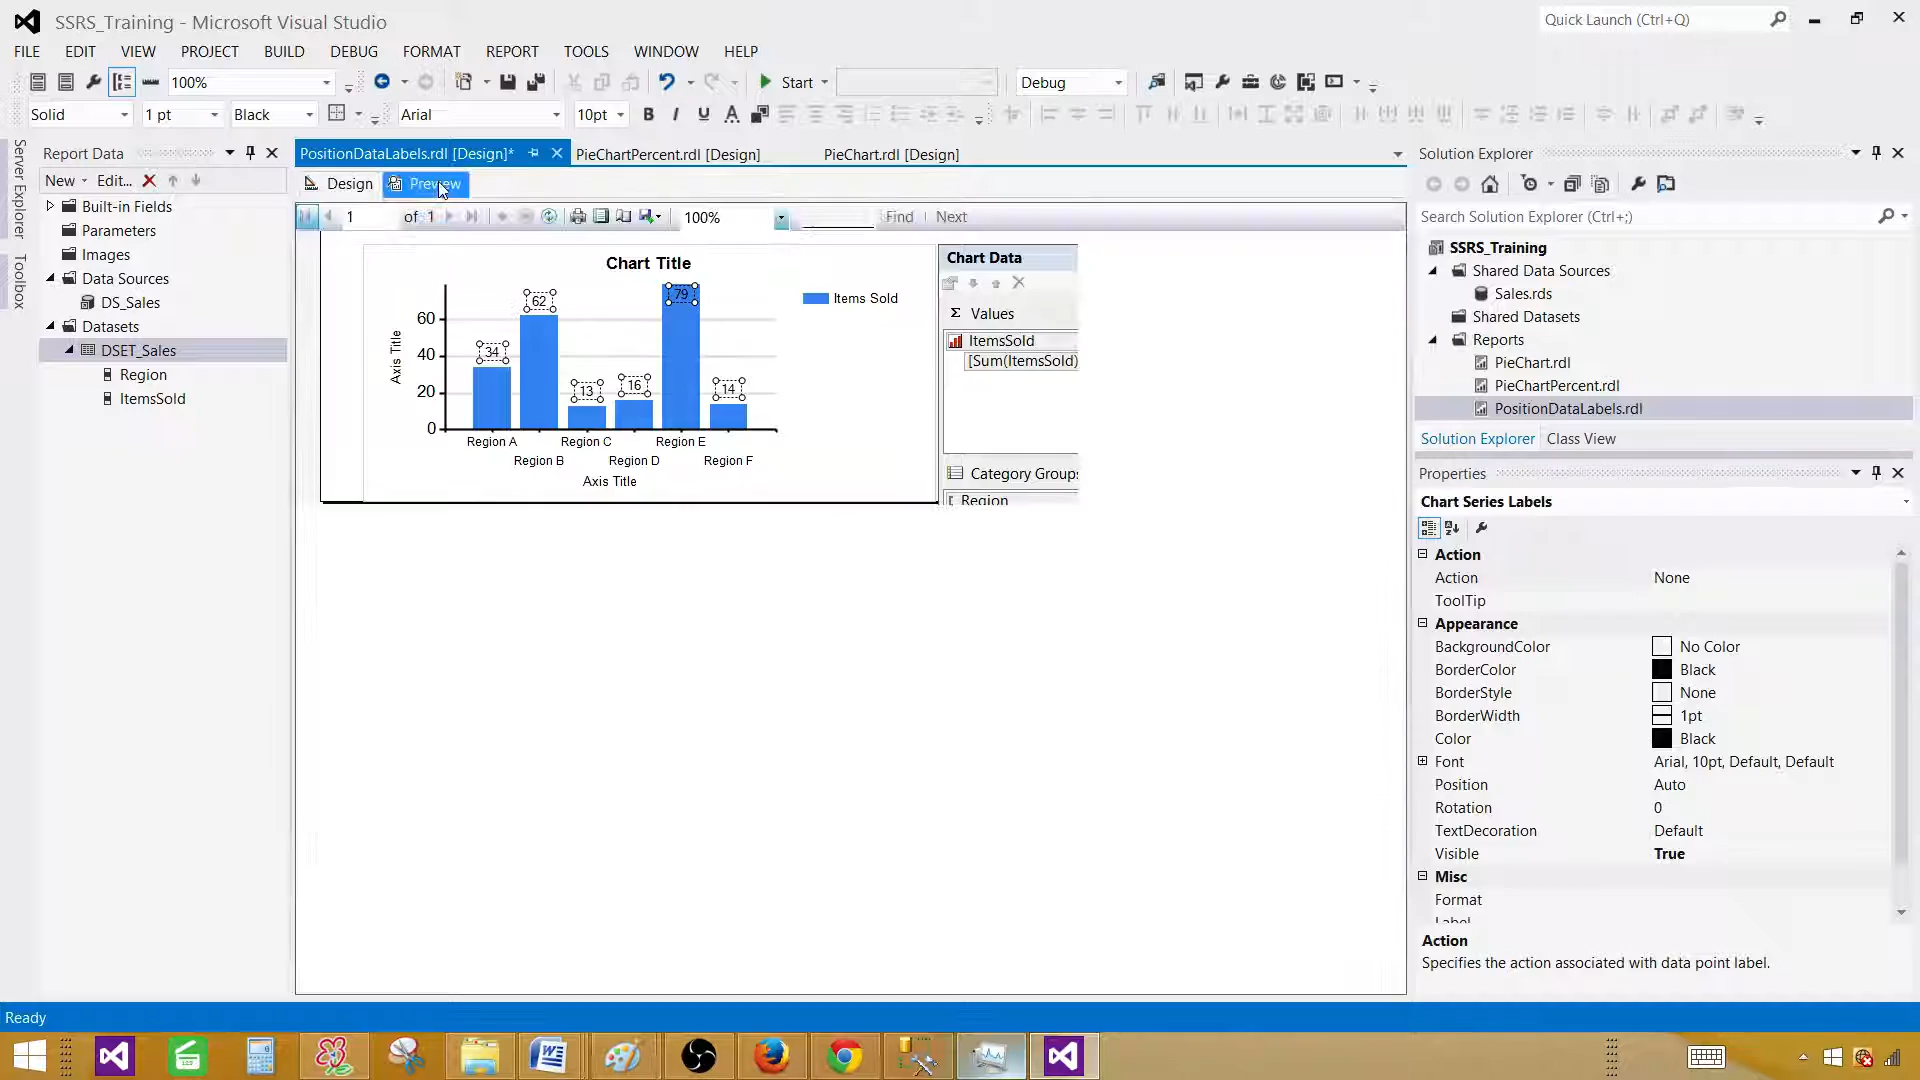 SSRS_Training - Microsoft Visual Studio
Quick Launch (Ctrl+Q)
FILE EDIT VIEW PROJECT BUILD DEBUG FORMAT REPORT TOOLS WINDOW HELP
100% Start Debug
Solid 1 pt Black Arial 10pt B I U A
Server Explorer
Toolbox
Report Data
New Edit...
Built-in Fields
Parameters
Images
Data Sources
DS_Sales
Datasets
DSET_Sales
Region
ItemsSold
PositionDataLabels.rdl [Design]* PieChartPercent.rdl [Design] PieChart.rdl [Design]
Design Preview
1 of 1 100% Find Next
Chart Title
Items Sold
Axis Title
60
40
20
0
34
62
13
16
79
14
Region A Region C Region E
Region B Region D Region F
Axis Title
Chart Data
Σ Values
ItemsSold
[Sum(ItemsSold)
Category Groups
Region
Solution Explorer
Search Solution Explorer (Ctrl+;)
SSRS_Training
Shared Data Sources
Sales.rds
Shared Datasets
Reports
PieChart.rdl
PieChartPercent.rdl
PositionDataLabels.rdl
Solution Explorer Class View
Properties
Chart Series Labels
Action
Action None
ToolTip
Appearance
BackgroundColor No Color
BorderColor Black
BorderStyle None
BorderWidth 1pt
Color Black
Font Arial, 10pt, Default, Default
Position Auto
Rotation 0
TextDecoration Default
Visible True
Misc
Format
Label
Action
Specifies the action associated with data point label.
Ready